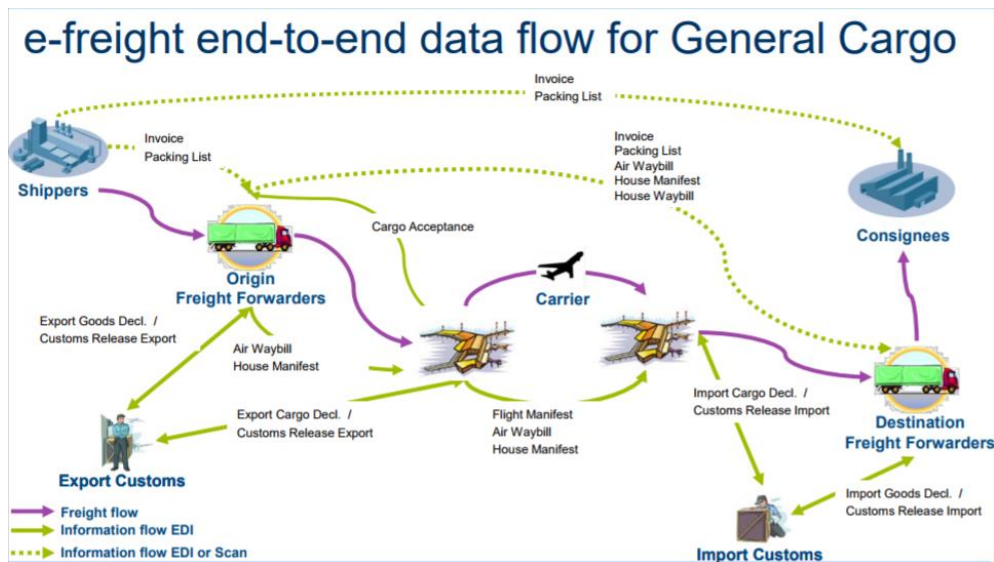 e-freight end-to-end data flow for General Cargo
Invoice
Packing List
Invoice
Packing List
Invoice
Packing List
Air Waybill
House Manifest
House Waybill
Shippers
Cargo Acceptance
Consignees
Origin
Freight Forwarders
Carrier
Export Goods Decl. /
Customs Release Export
Air Waybill
House Manifest
Export Cargo Decl. /
Customs Release Export
Flight Manifest
Air Waybill
House Manifest
Import Cargo Decl. /
Customs Release Import
Destination
Freight Forwarders
Export Customs
Import Goods Decl. /
Customs Release Import
Import Customs
Freight flow
Information flow EDI
Information flow EDI or Scan